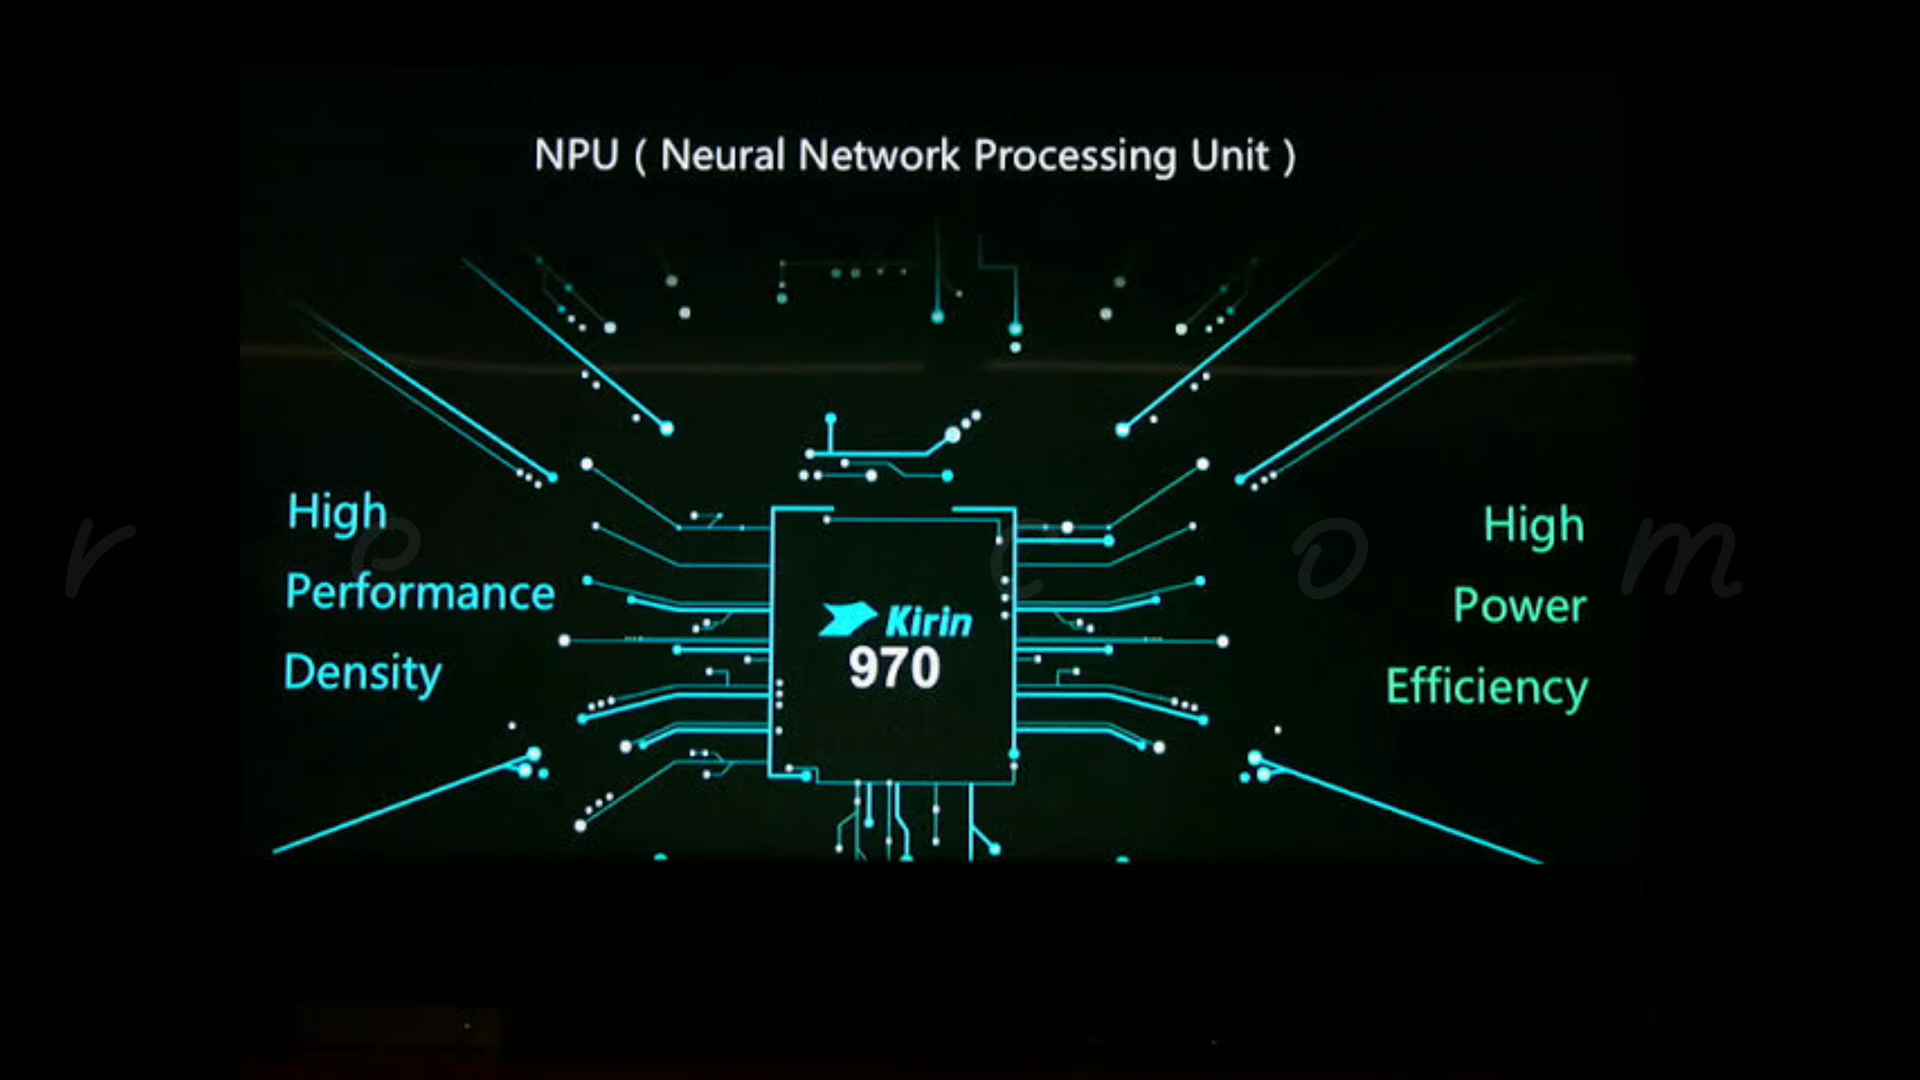 NPU ( Neural Network Processing Unit )
High
Performance
Density
Kirin
970
High
Power
Efficiency
r e c o m